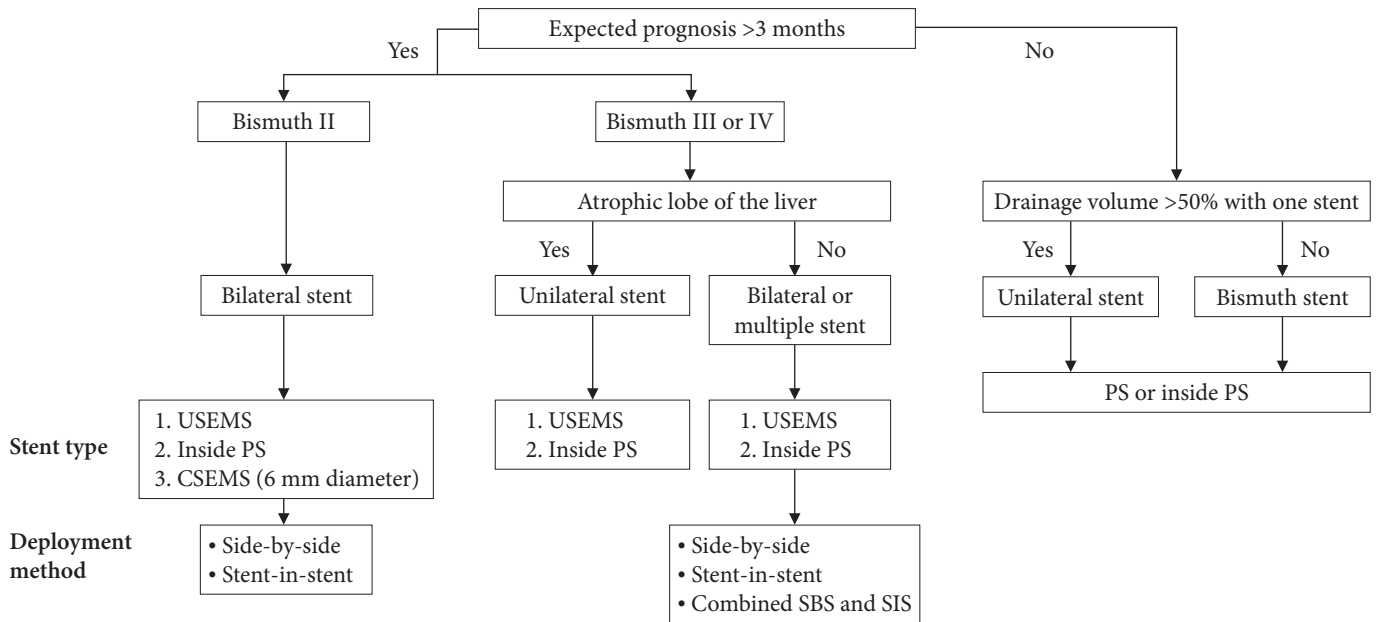 Expected prognosis >3 months
Yes
No
Bismuth II
Bismuth III or IV
Atrophic lobe of the liver
Drainage volume >50% with one stent
Yes
No
Yes
No
Bilateral stent
Unilateral stent
Bilateral or
multiple stent
Unilateral stent
Bismuth stent
PS or inside PS
Stent type
1. USEMS
2. Inside PS
3. CSEMS (6 mm diameter)
1. USEMS
2. Inside PS
1. USEMS
2. Inside PS
Deployment
method
• Side-by-side
• Stent-in-stent
• Side-by-side
• Stent-in-stent
• Combined SBS and SIS